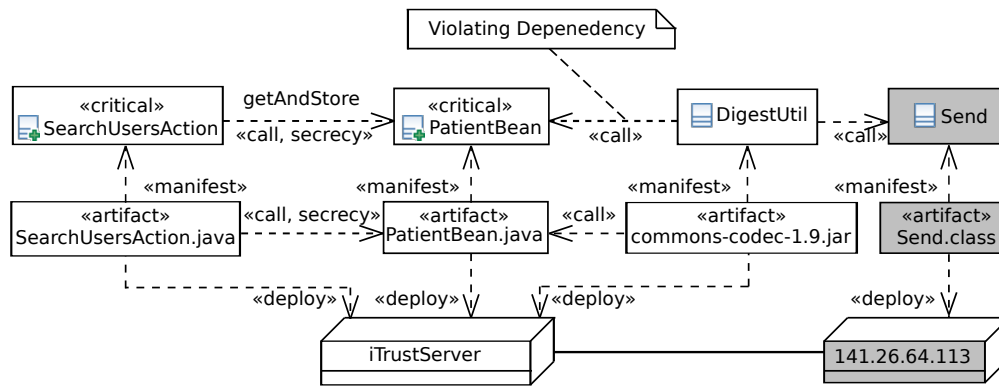 Violating Depenedency
«critical»
SearchUsersAction
getAndStore
«call, secrecy»
«critical»
PatientBean
«call»
DigestUtil
«call»
Send
«manifest»
«manifest»
«manifest»
«manifest»
«artifact»
SearchUsersAction.java
«call, secrecy»
«artifact»
PatientBean.java
«call»
«artifact»
commons-codec-1.9.jar
«artifact»
Send.class
«deploy»
«deploy»
«deploy»
«deploy»
iTrustServer
141.26.64.113